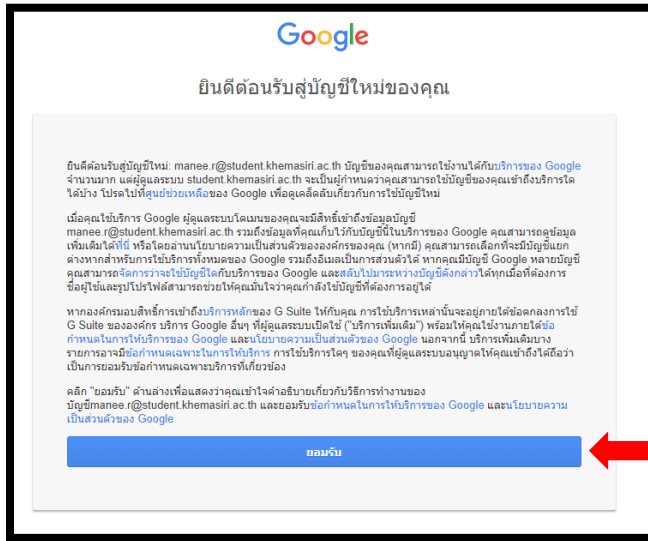 Google
ยินดีต้อนรับสู่บัญชีใหม่ของคุณ
ยินดีต้อนรับสู่บัญชีใหม่: manee.r@student.khemasiri.ac.th บัญชีของคุณสามารถใช้งานได้กับบริการของ Google
จำนวนมาก แต่ผู้ดูแลระบบ student.khemasiri.ac.th จะเป็นผู้กำหนดว่าคุณสามารถใช้บัญชีของคุณเข้าถึงบริการใด
ได้บ้าง โปรดไปที่ศูนย์ช่วยเหลือของ Google เพื่อดูเคล็ดลับเกี่ยวกับการใช้บัญชีใหม่
เมื่อคุณใช้บริการ Google ผู้ดูแลระบบโดเมนของคุณจะมีสิทธิ์เข้าถึงข้อมูลบัญชี
manee.r@student.khemasiri.ac.th รวมถึงข้อมูลที่คุณเก็บไว้กับบัญชีนี้ในบริการของ Google คุณสามารถดูข้อมูล
เพิ่มเติมได้ที่นี่ หรือโดยอ่านนโยบายความเป็นส่วนตัวขององค์กรของคุณ (หากมี) คุณสามารถเลือกที่จะมีบัญชีแยก
ต่างหากสำหรับการใช้บริการทั้งหมดของ Google รวมถึงอีเมลเป็นการส่วนตัวได้ หากคุณมีบัญชี Google หลายบัญชี
คุณสามารถจัดการว่าจะใช้บัญชีใดกับบริการของ Google และสลับไปมาระหว่างบัญชีดังกล่าวได้ทุกเมื่อที่ต้องการ
ชื่อผู้ใช้และรูปโปรไฟล์สามารถช่วยให้คุณมั่นใจว่าคุณกำลังใช้บัญชีที่ต้องการอยู่ได้
หากองค์กรมอบสิทธิ์การเข้าถึงบริการหลักของ G Suite ให้กับคุณ การใช้บริการเหล่านั้นจะอยู่ภายใต้ข้อตกลงการใช้
G Suite ขององค์กร บริการ Google อื่นๆ ที่ผู้ดูแลระบบเปิดใช้ ("บริการเพิ่มเติม") พร้อมให้คุณใช้งานภายใต้ข้อ
กำหนดในการให้บริการของ Google และนโยบายความเป็นส่วนตัวของ Google นอกจากนี้ บริการเพิ่มเติมบาง
รายการอาจมีข้อกำหนดเฉพาะในการให้บริการ การใช้บริการใดๆ ของคุณที่ผู้ดูแลระบบอนุญาตให้คุณเข้าถึงได้ถือว่า
เป็นการยอมรับข้อกำหนดเฉพาะบริการที่เกี่ยวข้อง
คลิก "ยอมรับ" ด้านล่างเพื่อแสดงว่าคุณเข้าใจคำอธิบายเกี่ยวกับวิธีการทำงานของ
บัญชีmanee.r@student.khemasiri.ac.th และยอมรับข้อกำหนดในการให้บริการของ Google และนโยบายความ
เป็นส่วนตัวของ Google
ยอมรับ